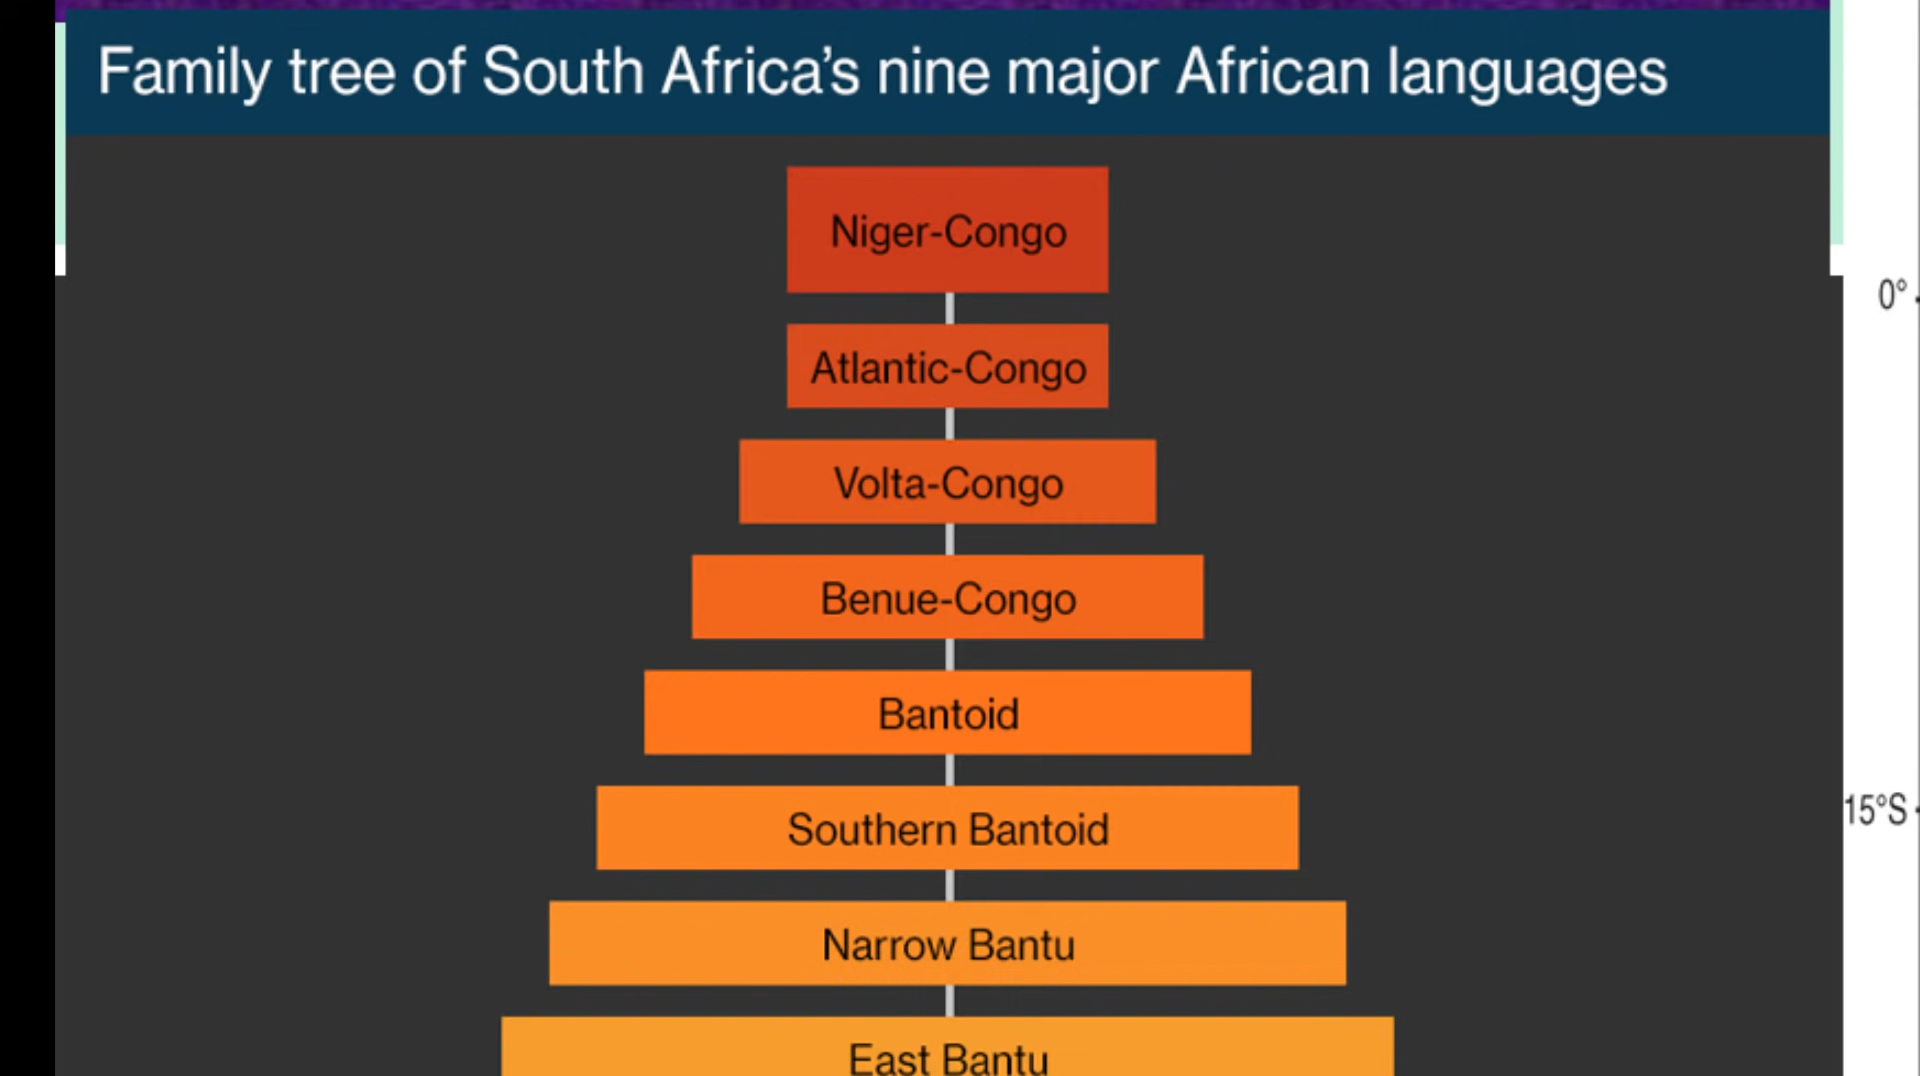 Family tree of South Africa’s nine major African languages
Niger-Congo
0°
Atlantic-Congo
Volta-Congo
Benue-Congo
Bantoid
15°S
Southern Bantoid
Narrow Bantu
East Bantu